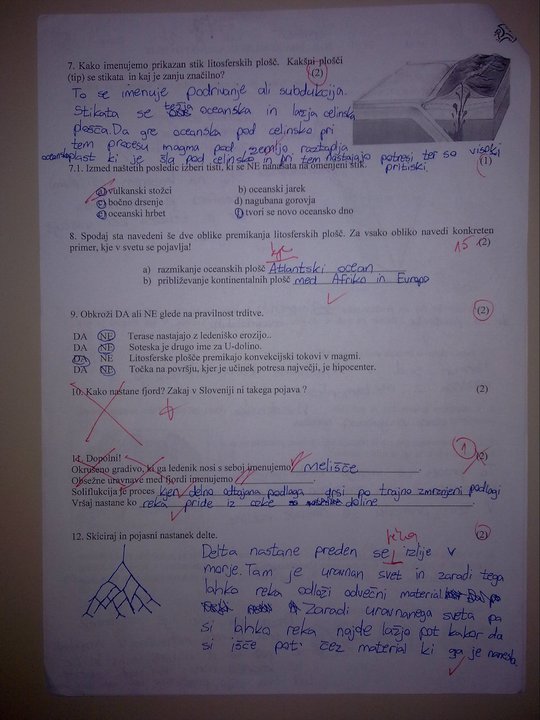 7. Kako imenujemo prikazan stik litosferskih plošč. Kakšni plošči
(tip) se stikata in kaj je zanju značilno? (2)
To se imenuje podrivanje ali subdukcija.
Stikata se težja oceanska in lažja celinska
plošča. Da gre oceanska pod celinsko pri
tem procesu magma pod zemljo raztaplja
plast ki je šla pod celinsko in pri tem nastajajo potresi ter so visoki
pritiski.
7.1. Izmed naštetih posledic izberi tisti, ki se NE nanašata na omenjeni stik. (1)
a) vulkanski stožci b) oceanski jarek
c) bočno drsenje d) nagubana gorovja
e) oceanski hrbet f) tvori se novo oceansko dno
8. Spodaj sta navedeni še dve oblike premikanja litosferskih plošč. Za vsako obliko navedi konkreten 1,5 (2)
primer, kje v svetu se pojavlja!
kje
a) razmikanje oceanskih plošč Atlantski ocean
b) približevanje kontinentalnih plošč med Afriko in Evropo
9. Obkroži DA ali NE glede na pravilnost trditve. (2)
DA NE Terase nastajajo z ledeniško erozijo..
DA NE Soteska je drugo ime za U-dolino.
DA NE Litosferske plošče premikajo konvekcijski tokovi v magmi.
DA NE Točka na površju, kjer je učinek potresa največji, je hipocenter.
10. Kako nastane fjord? Zakaj v Sloveniji ni takega pojava? (2)
11. Dopolni! 1 (2)
Okrušeno gradivo, ki ga ledenik nosi s seboj imenujemo melišče.
Obsežne uravnave med fjordi imenujemo
Soliflukcija je proces kjer delno odtajana podlaga drsi po trajno zmrznjeni podlagi
Vršaj nastane ko reka pride iz ozke doline.
12. Skiciraj in pojasni nastanek delte. (2)
reka
Delta nastane preden se izlije v
morje. Tam je uravnan svet in zaradi tega
lahko reka odlaži odvečni material
Zaradi uravnanega sveta pa
si lahko reka najde lažjo pot kakor da
si išče pot čez material ki ga je nanesla.